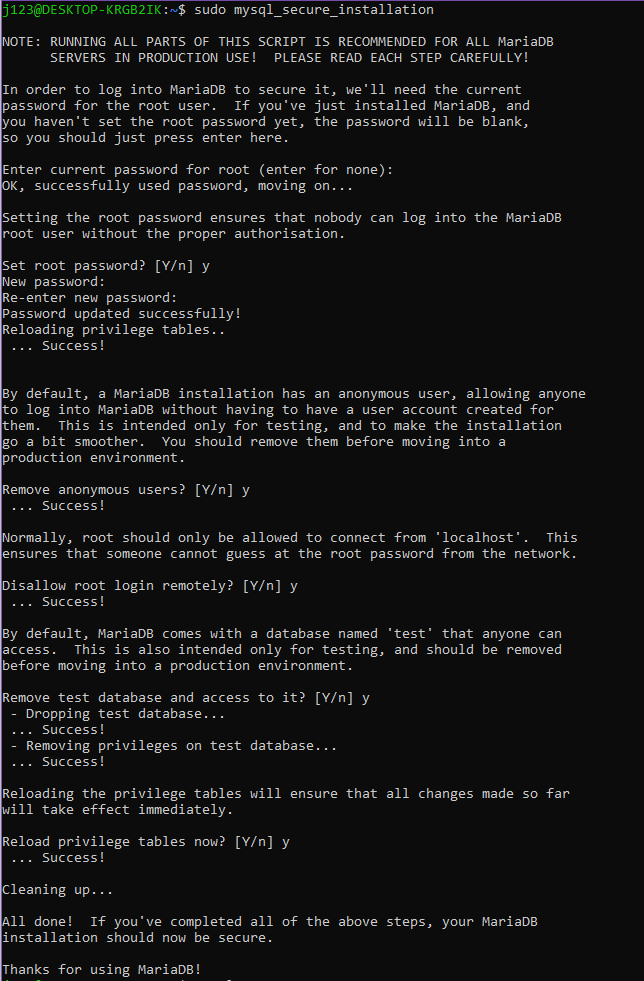 j123@DESKTOP-KRGB2IK:~$ sudo mysql_secure_installation
NOTE: RUNNING ALL PARTS OF THIS SCRIPT IS RECOMMENDED FOR ALL MariaDB
      SERVERS IN PRODUCTION USE!  PLEASE READ EACH STEP CAREFULLY!
In order to log into MariaDB to secure it, we'll need the current
password for the root user.  If you've just installed MariaDB, and
you haven't set the root password yet, the password will be blank,
so you should just press enter here.
Enter current password for root (enter for none):
OK, successfully used password, moving on...
Setting the root password ensures that nobody can log into the MariaDB
root user without the proper authorisation.
Set root password? [Y/n] y
New password:
Re-enter new password:
Password updated successfully!
Reloading privilege tables..
 ... Success!
By default, a MariaDB installation has an anonymous user, allowing anyone
to log into MariaDB without having to have a user account created for
them.  This is intended only for testing, and to make the installation
go a bit smoother.  You should remove them before moving into a
production environment.
Remove anonymous users? [Y/n] y
 ... Success!
Normally, root should only be allowed to connect from 'localhost'.  This
ensures that someone cannot guess at the root password from the network.
Disallow root login remotely? [Y/n] y
 ... Success!
By default, MariaDB comes with a database named 'test' that anyone can
access.  This is also intended only for testing, and should be removed
before moving into a production environment.
Remove test database and access to it? [Y/n] y
 - Dropping test database...
 ... Success!
 - Removing privileges on test database...
 ... Success!
Reloading the privilege tables will ensure that all changes made so far
will take effect immediately.
Reload privilege tables now? [Y/n] y
 ... Success!
Cleaning up...
All done!  If you've completed all of the above steps, your MariaDB
installation should now be secure.
Thanks for using MariaDB!